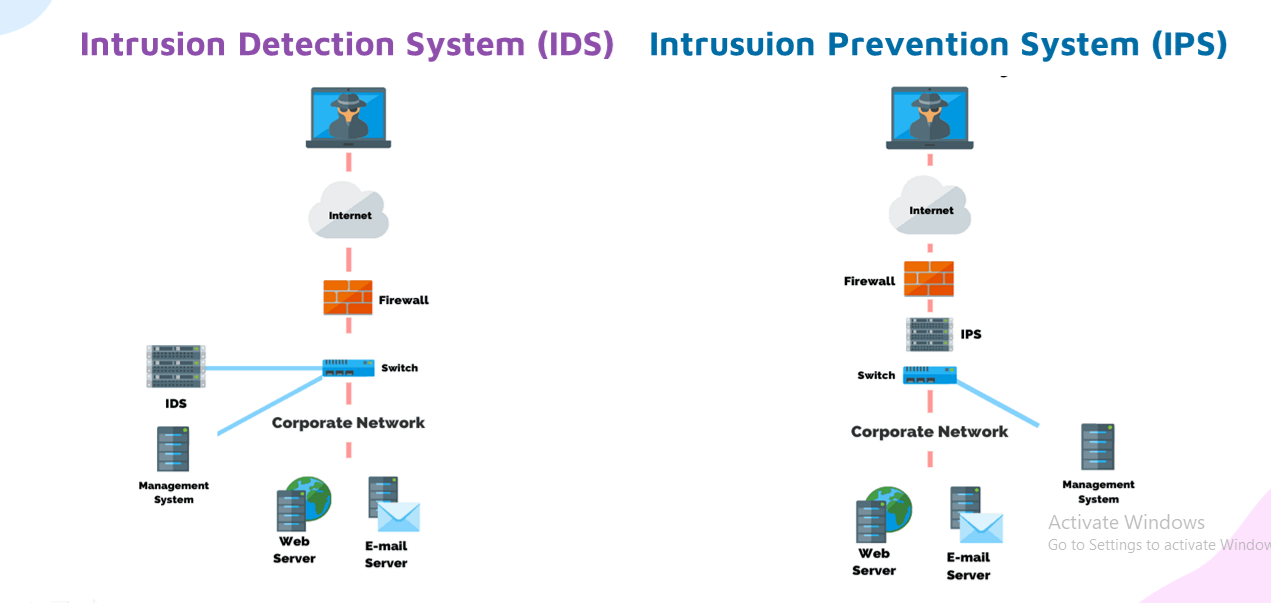 Intrusion Detection System (IDS)
Internet
Firewall
Switch
IDS
Corporate Network
Management
System
Web
Server
E-mail
Server
Intrusuion Prevention System (IPS)
Internet
Firewall
IPS
Switch
Corporate Network
Management
System
Web
Server
E-mail
Server
Activate Windows
Go to Settings to activate Window